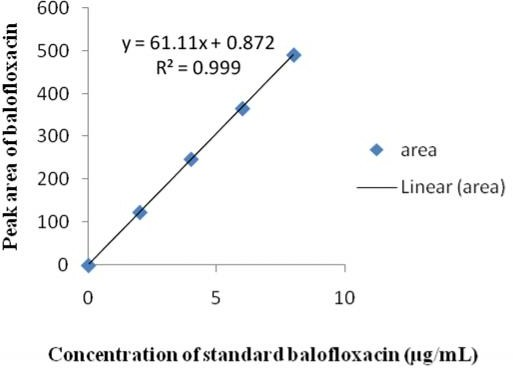 600
500
400
300
200
100
0
Peak area of balofloxacin
y = 61.11x + 0.872
R² = 0.999
area
Linear (area)
0 5 10
Concentration of standard balofloxacin (µg/mL)